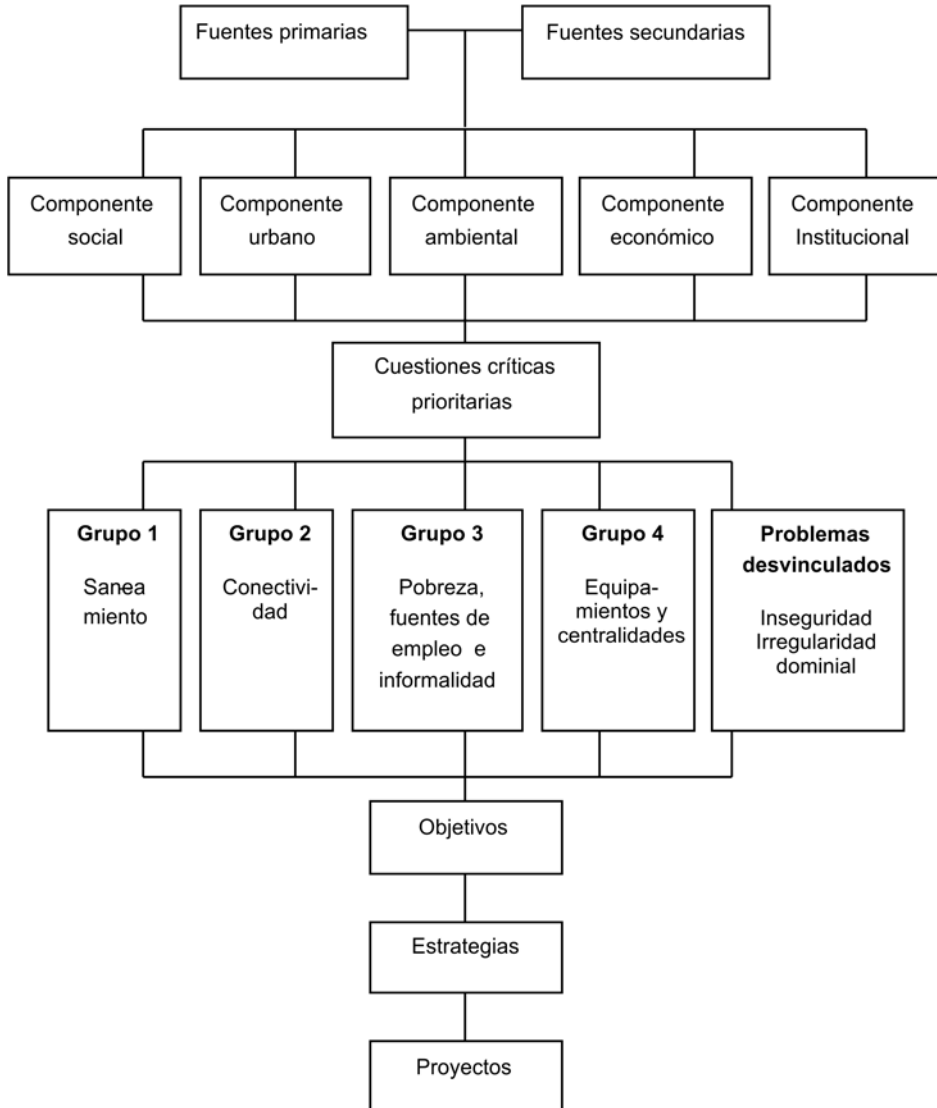 Fuentes primarias
Fuentes secundarias
Componente
social
Componente
urbano
Componente
ambiental
Componente
económico
Componente
Institucional
Cuestiones críticas
prioritarias
Grupo 1
Sanea-
miento
Grupo 2
Conectivi-
dad
Grupo 3
Pobreza,
fuentes de
empleo e
informalidad
Grupo 4
Equipa-
mientos y
centralidades
Problemas
desvinculados
Inseguridad
Irregularidad
dominial
Objetivos
Estrategias
Proyectos